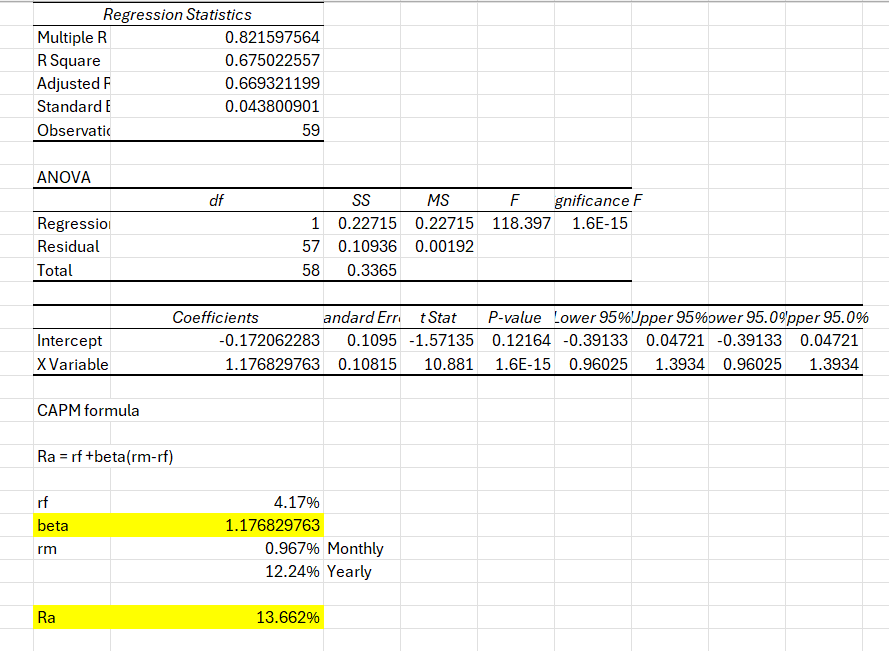 Regression Statistics
Multiple R 0.821597564
R Square 0.675022557
Adjusted R 0.669321199
Standard E 0.043800901
Observatio 59
ANOVA
df SS MS F gnificance F
Regression 1 0.22715 0.22715 118.397 1.6E-15
Residual 57 0.10936 0.00192
Total 58 0.3365
Coefficients andard Erro t Stat P-value Lower 95% Upper 95% ower 95.0% pper 95.0%
Intercept -0.172062283 0.1095 -1.57135 0.12164 -0.39133 0.04721 -0.39133 0.04721
X Variable 1.176829763 0.10815 10.881 1.6E-15 0.96025 1.3934 0.96025 1.3934
CAPM formula
Ra = rf +beta(rm-rf)
rf 4.17%
beta 1.176829763
rm 0.967% Monthly
12.24% Yearly
Ra 13.662%